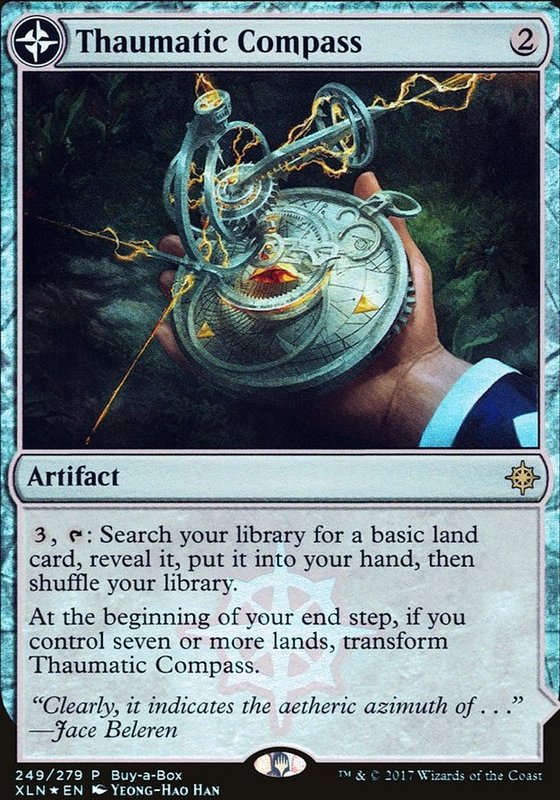 Thaumatic Compass 2
Artifact
3, : Search your library for a basic land
card, reveal it, put it into your hand, then
shuffle your library.
At the beginning of your end step, if you
control seven or more lands, transform
Thaumatic Compass.
“Clearly, it indicates the aetheric azimuth of . . .”
—Jace Beleren
249/279 P Buy-a-Box
XLN ★ EN Yeong-Hao Han
™ & © 2017 Wizards of the Coast